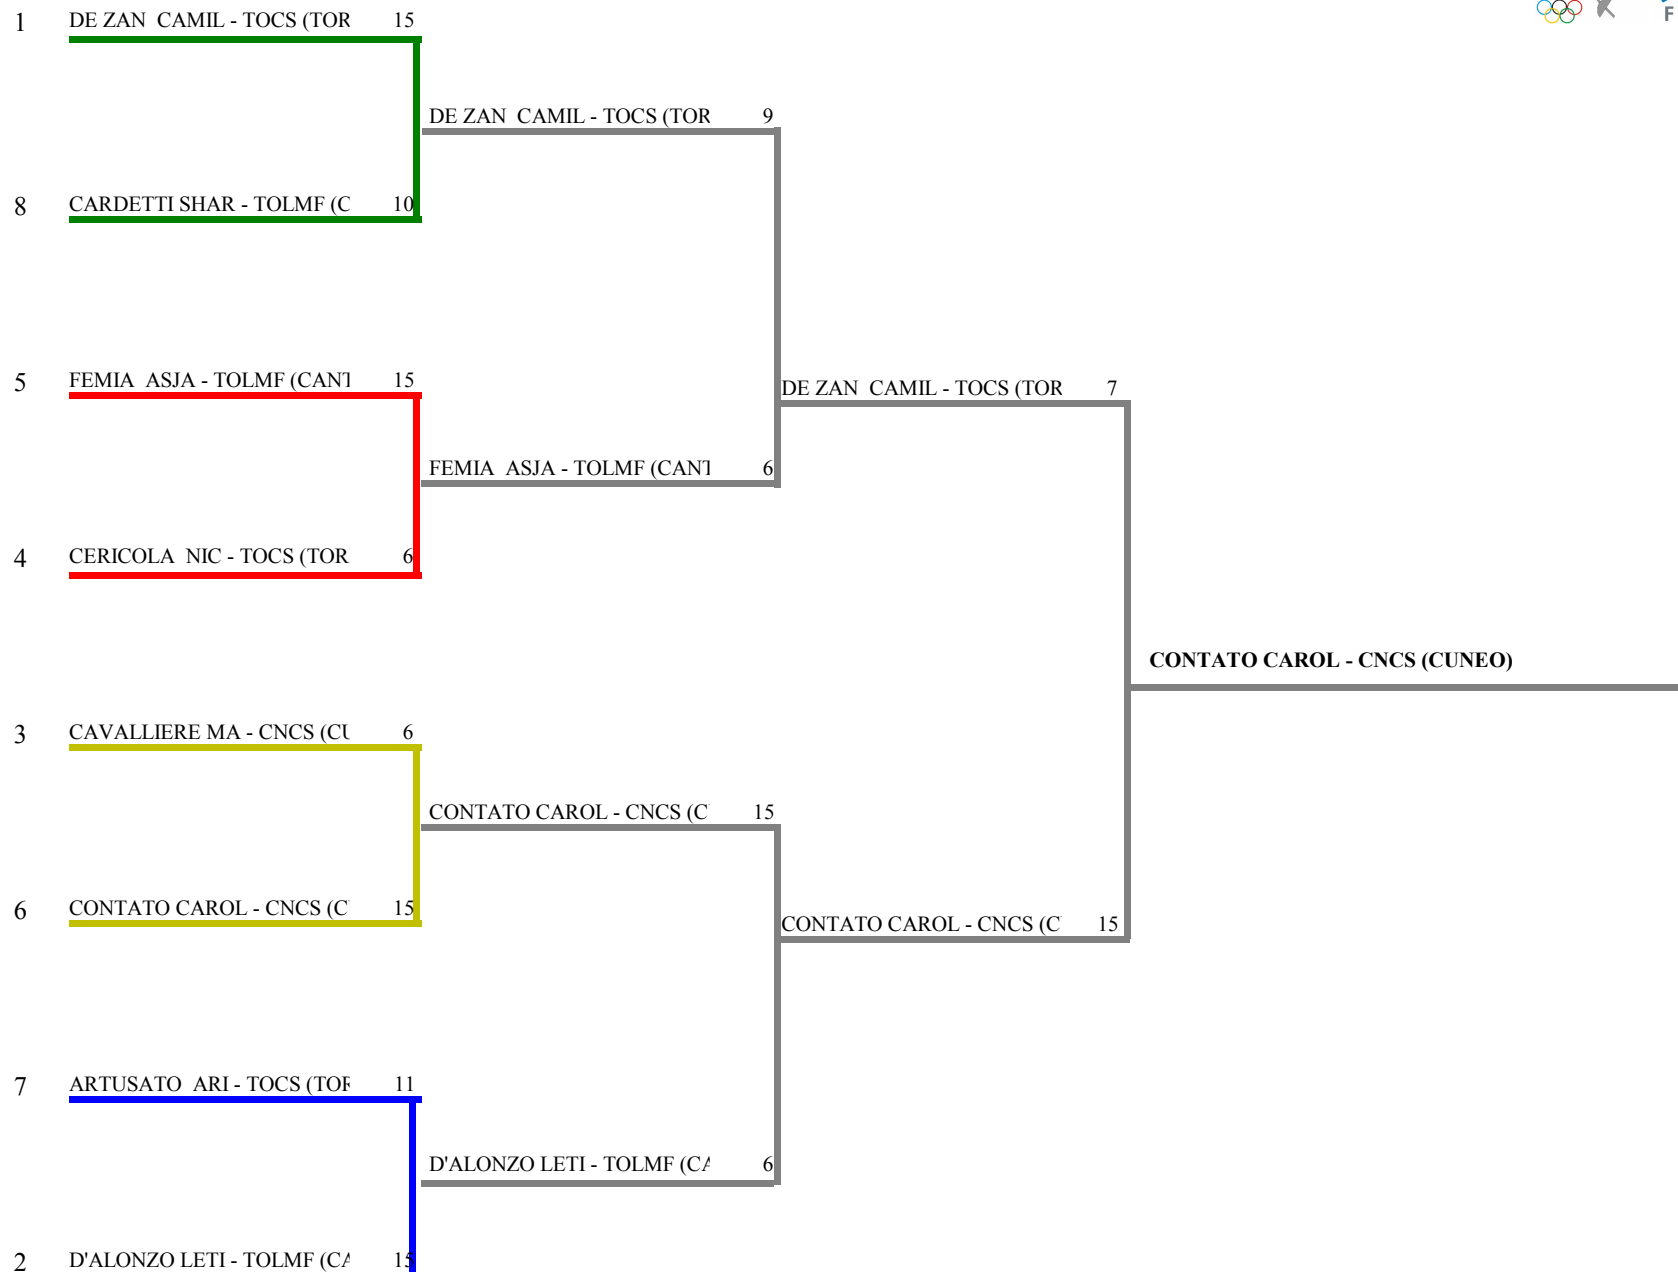 1 DE ZAN CAMIL - TOCS (TOR 15
F
DE ZAN CAMIL - TOCS (TOR 9
8 CARDETTI SHAR - TOLMF (C 10
5 FEMIA ASJA - TOLMF (CANT 15
DE ZAN CAMIL - TOCS (TOR 7
FEMIA ASJA - TOLMF (CANT 6
4 CERICOLA NIC - TOCS (TOR 6
CONTATO CAROL - CNCS (CUNEO)
3 CAVALLIERE MA - CNCS (CU 6
CONTATO CAROL - CNCS (C 15
6 CONTATO CAROL - CNCS (C 15
CONTATO CAROL - CNCS (C 15
7 ARTUSATO ARI - TOCS (TOR 11
D'ALONZO LETI - TOLMF (CA 6
2 D'ALONZO LETI - TOLMF (CA 15